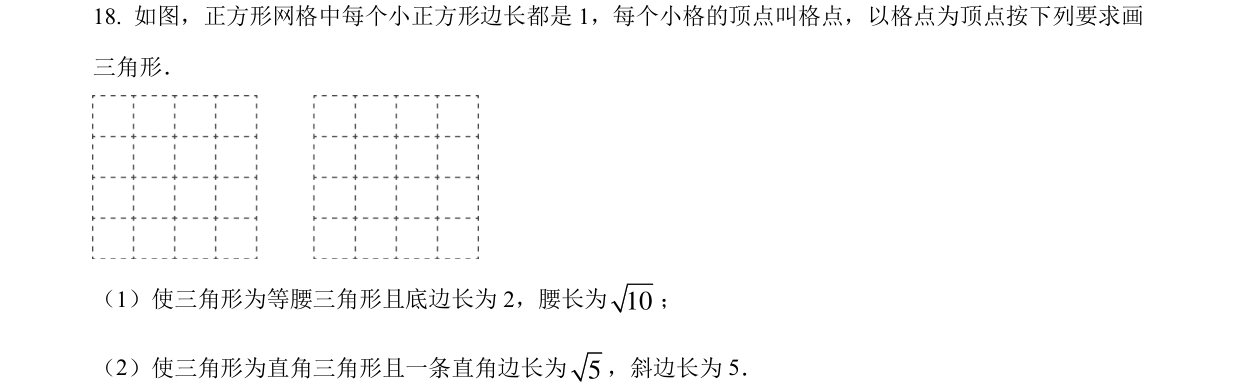 18. 如图，正方形网格中每个小正方形边长都是 1，每个小格的顶点叫格点，以格点为顶点按下列要求画
三角形．
（1）使三角形为等腰三角形且底边长为 2，腰长为√10；
（2）使三角形为直角三角形且一条直角边长为√5，斜边长为 5．